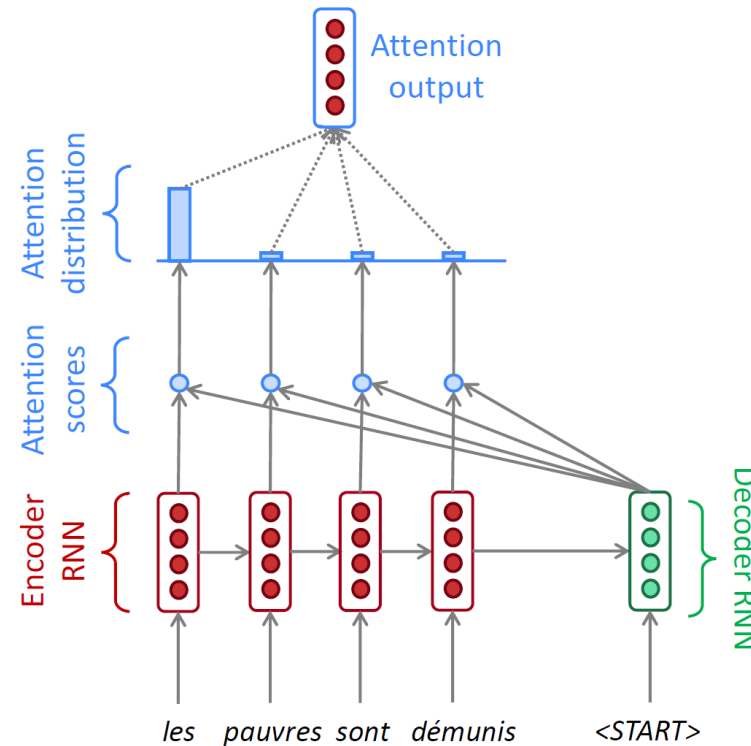 Attention
output
Attention
distribution
Attention
scores
Encoder
RNN
Decoder RNN
les pauvres sont démunis <START>